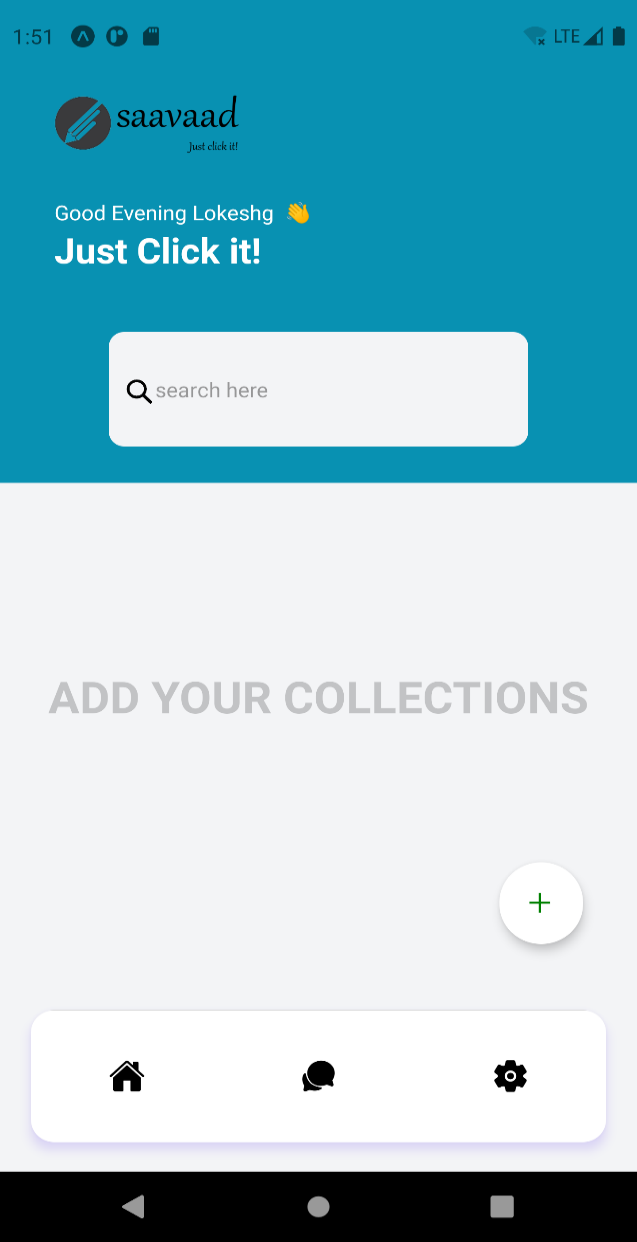 1:51 LTE
saavaad
Just click it!
Good Evening Lokeshg 👋
Just Click it!
search here
ADD YOUR COLLECTIONS